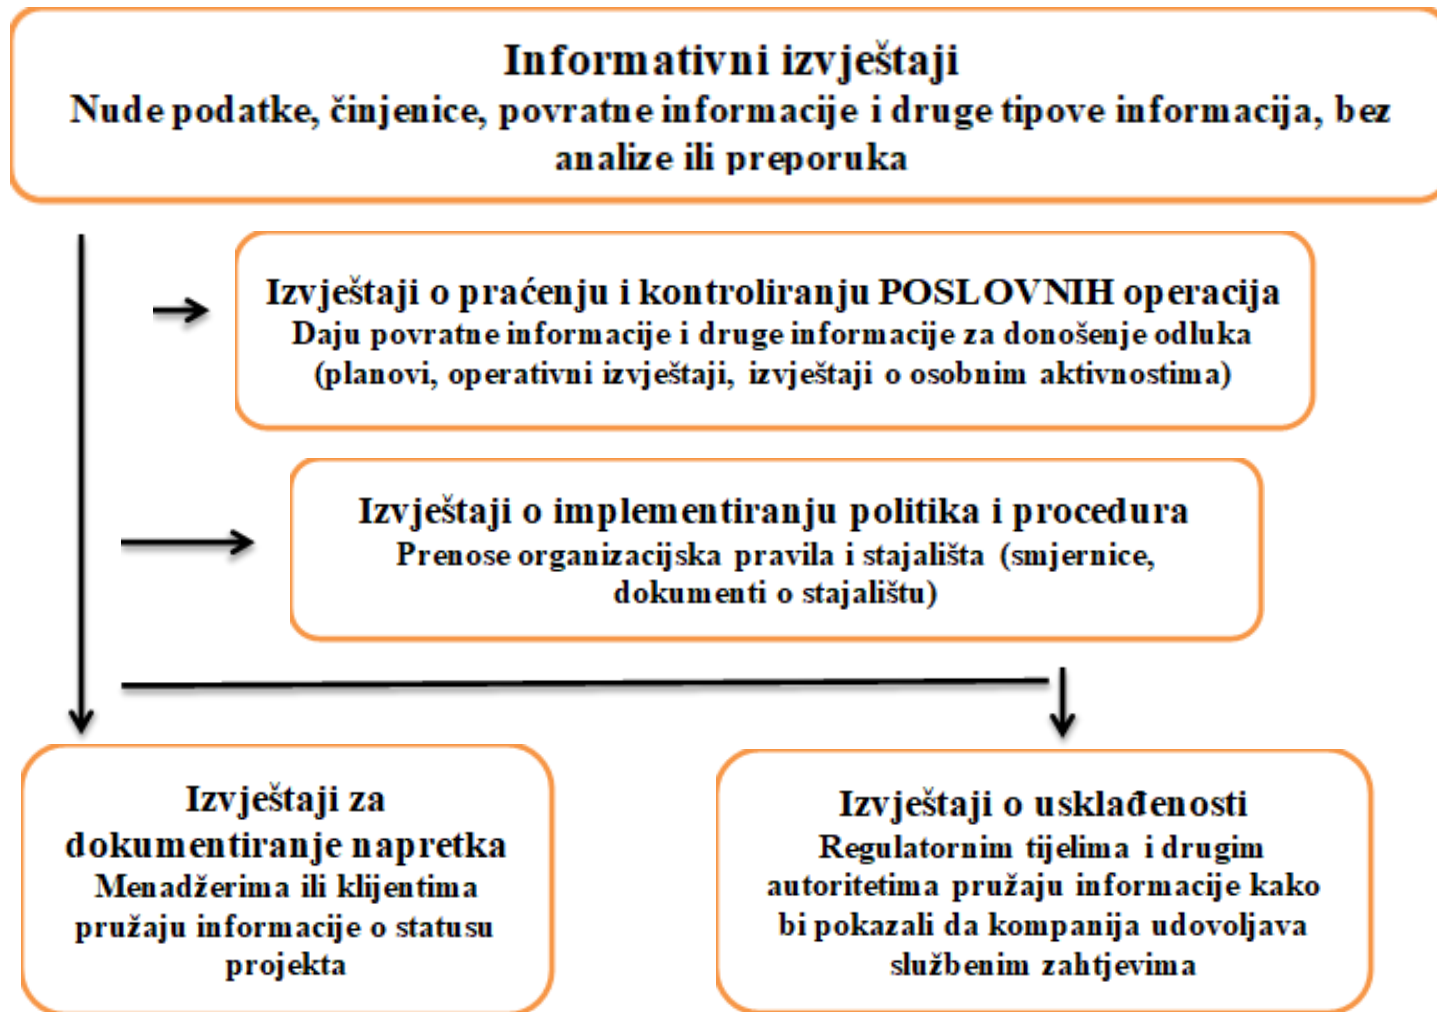 Informativni izvještaji
Nude podatke, činjenice, povratne informacije i druge tipove informacija, bez
analize ili preporuka
Izvještaji o praćenju i kontroliranju POSLOVNIH operacija
Daju povratne informacije i druge informacije za donošenje odluka
(planovi, operativni izvještaji, izvještaji o osobnim aktivnostima)
Izvještaji o implementiranju politika i procedura
Prenose organizacijska pravila i stajališta (smjernice,
dokumenti o stajalištu)
Izvještaji za
dokumentiranje napretka
Menadžerima ili klijentima
pružaju informacije o statusu
projekta
Izvještaji o usklađenosti
Regulatornim tijelima i drugim
autoritetima pružaju informacije kako
bi pokazali da kompanija udovoljava
službenim zahtjevima